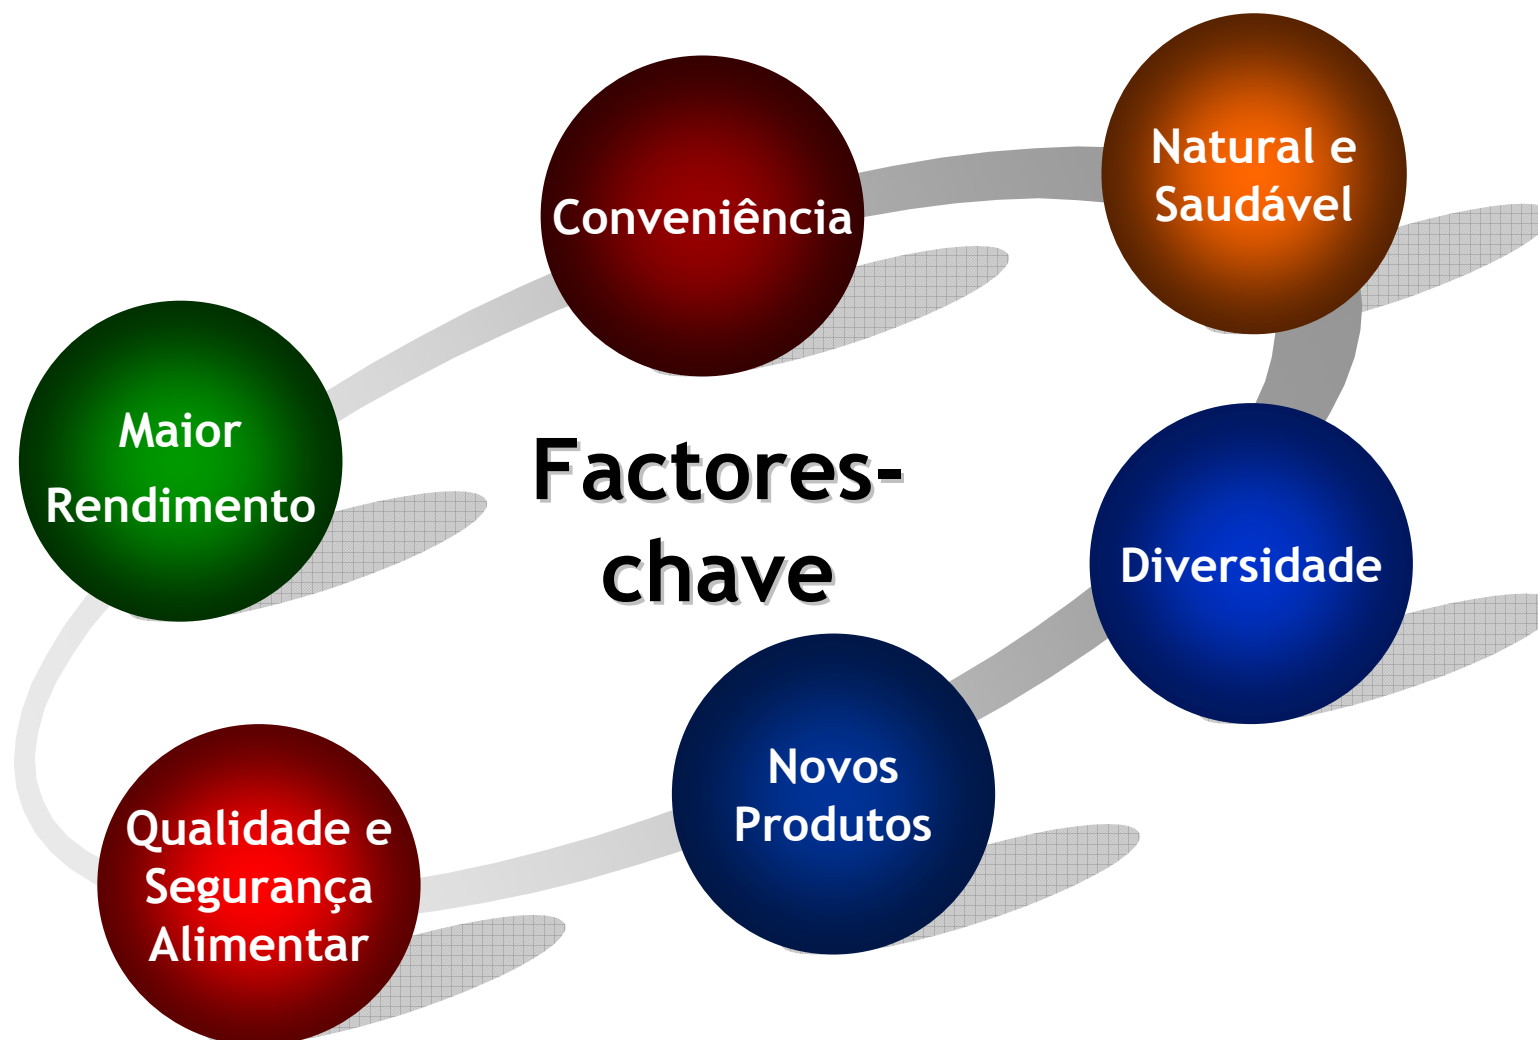 Natural e
Saudável
Conveniência
Maior
Rendimento
Factores-
chave
Diversidade
Novos
Produtos
Qualidade e
Segurança
Alimentar